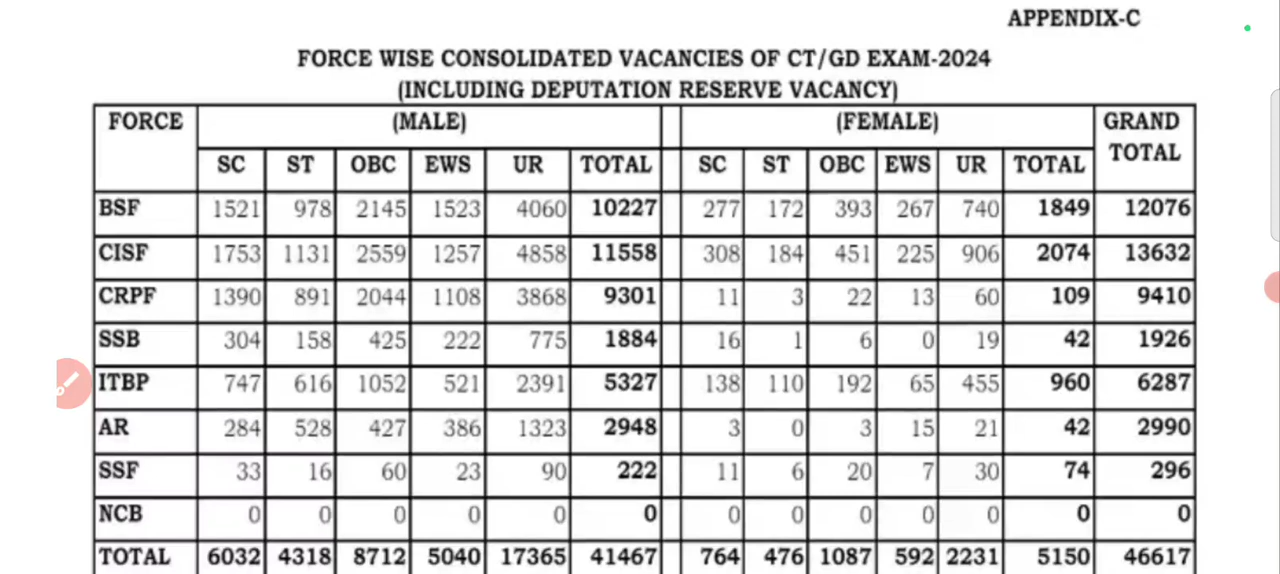 APPENDIX-C
FORCE WISE CONSOLIDATED VACANCIES OF CT/GD EXAM-2024
(INCLUDING DEPUTATION RESERVE VACANCY)
FORCE (MALE) (FEMALE) GRAND TOTAL
SC ST OBC EWS UR TOTAL SC ST OBC EWS UR TOTAL
BSF 1521 978 2145 1523 4060 10227 277 172 393 267 740 1849 12076
CISF 1753 1131 2559 1257 4858 11558 308 184 451 225 906 2074 13632
CRPF 1390 891 2044 1108 3868 9301 11 3 22 13 60 109 9410
SSB 304 158 425 222 775 1884 16 1 6 0 19 42 1926
ITBP 747 616 1052 521 2391 5327 138 110 192 65 455 960 6287
AR 284 528 427 386 1323 2948 3 0 3 15 21 42 2990
SSF 33 16 60 23 90 222 11 6 20 7 30 74 296
NCB 0 0 0 0 0 0 0 0 0 0 0 0 0
TOTAL 6032 4318 8712 5040 17365 41467 764 476 1087 592 2231 5150 46617